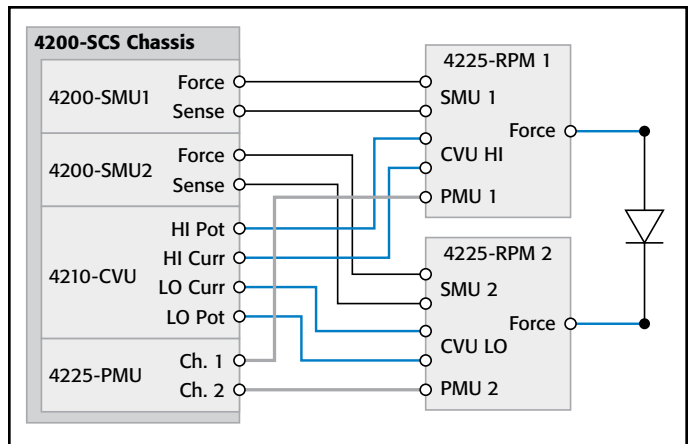 4200-SCS Chassis
4200-SMU1
Force
Sense
4200-SMU2
Force
Sense
4210-CVU
HI Pot
HI Curr
LO Curr
LO Pot
4225-PMU
Ch. 1
Ch. 2
4225-RPM 1
SMU 1
Force
CVU HI
PMU 1
4225-RPM 2
SMU 2
Force
CVU LO
PMU 2